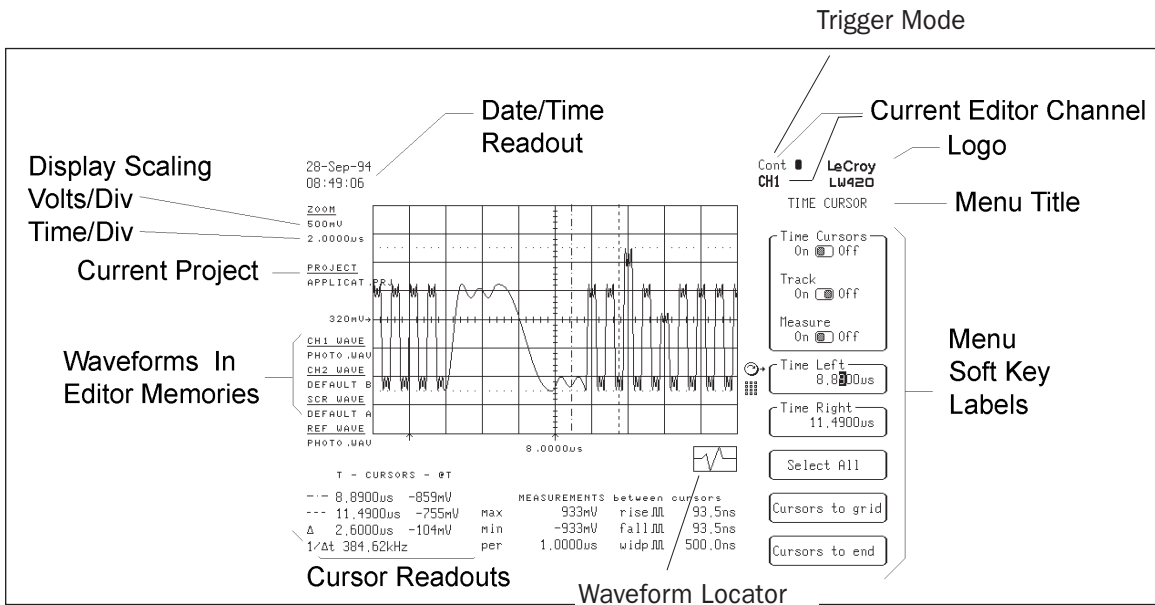 Trigger Mode
Date/Time
Readout
Current Editor Channel
Logo
Menu Title
Display Scaling
Volts/Div
Time/Div
Current Project
Waveforms In
Editor Memories
28-Sep-94
08:49:06
Cont
CH1
LeCroy
LW420
TIME CURSOR
ZOOM
500mV
2.0000us
PROJECT
APPLICAT.PRJ
320mV
CH1 WAVE
PHOTO.WAV
CH2 WAVE
DEFAULT B
SCR WAVE
DEFAULT A
REF WAVE
PHOTO.WAV
8.0000us
Time Cursors
On Off
Track
On Off
Measure
On Off
Time Left
Time Right
11.4900us
Select All
Cursors to grid
Cursors to end
Menu
Soft Key
Labels
T - CURSORS - @T
8.8900us -859mV
11.4900us -755mV
Δ 2.6000us -104mV
1/Δt 384.62kHz
MEASUREMENTS between cursors
max 933mV rise 93.5ns
min -933mV fall 93.5ns
per 1.0000us widp 500.0ns
Cursor Readouts
Waveform Locator